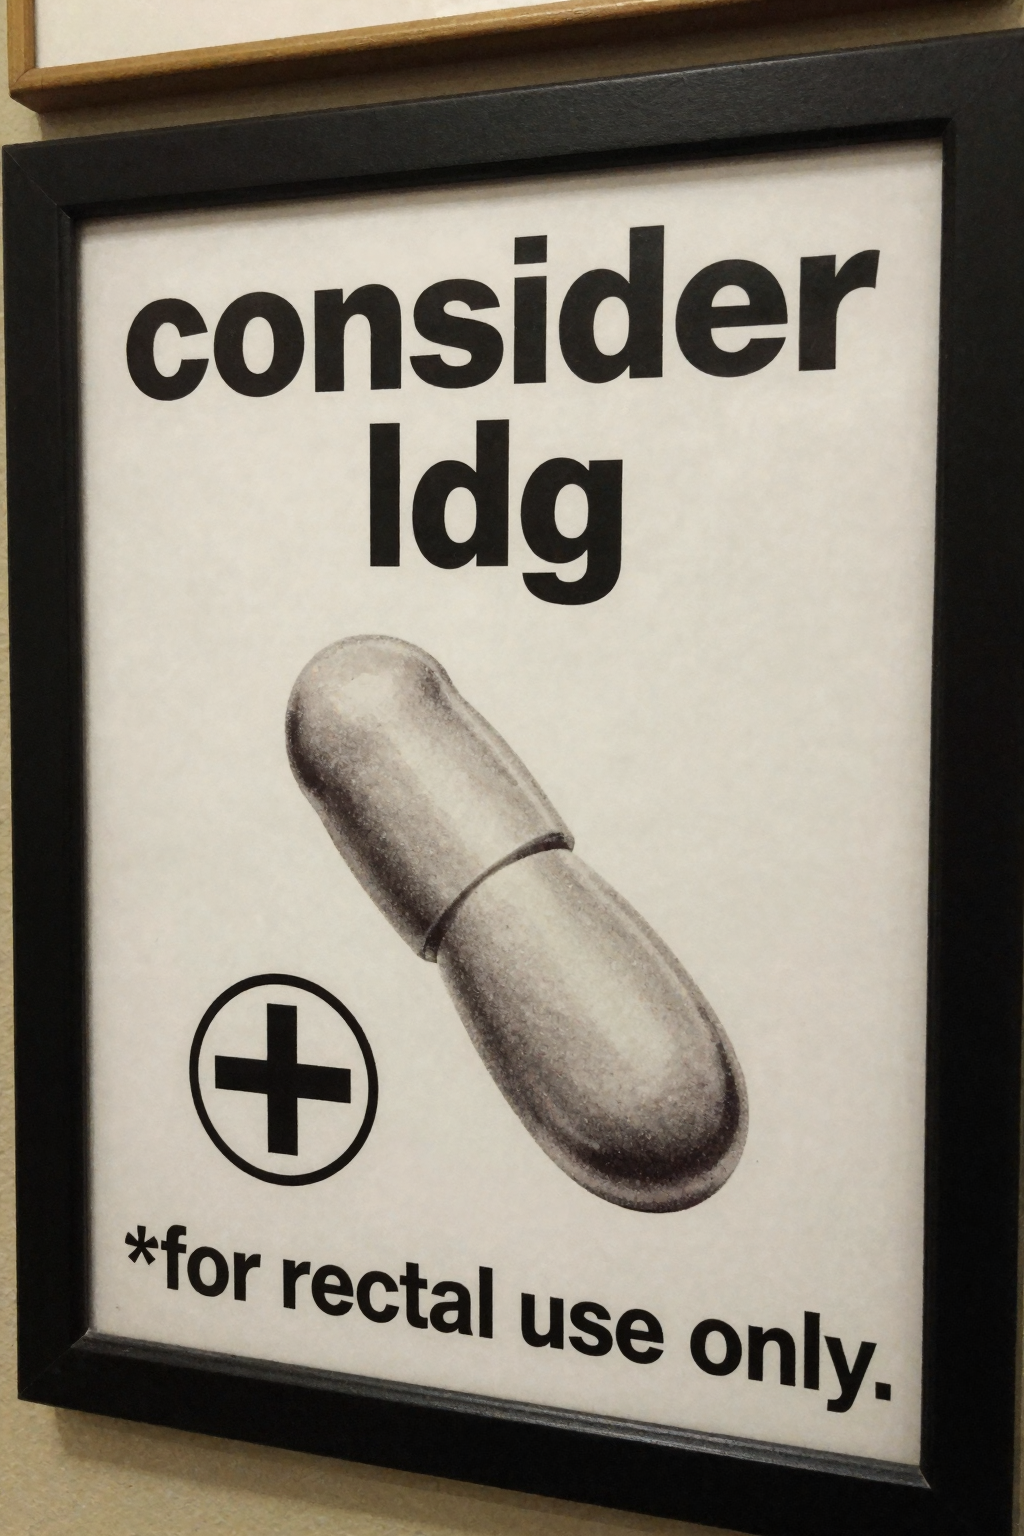 consider
ldg
*for rectal use only.